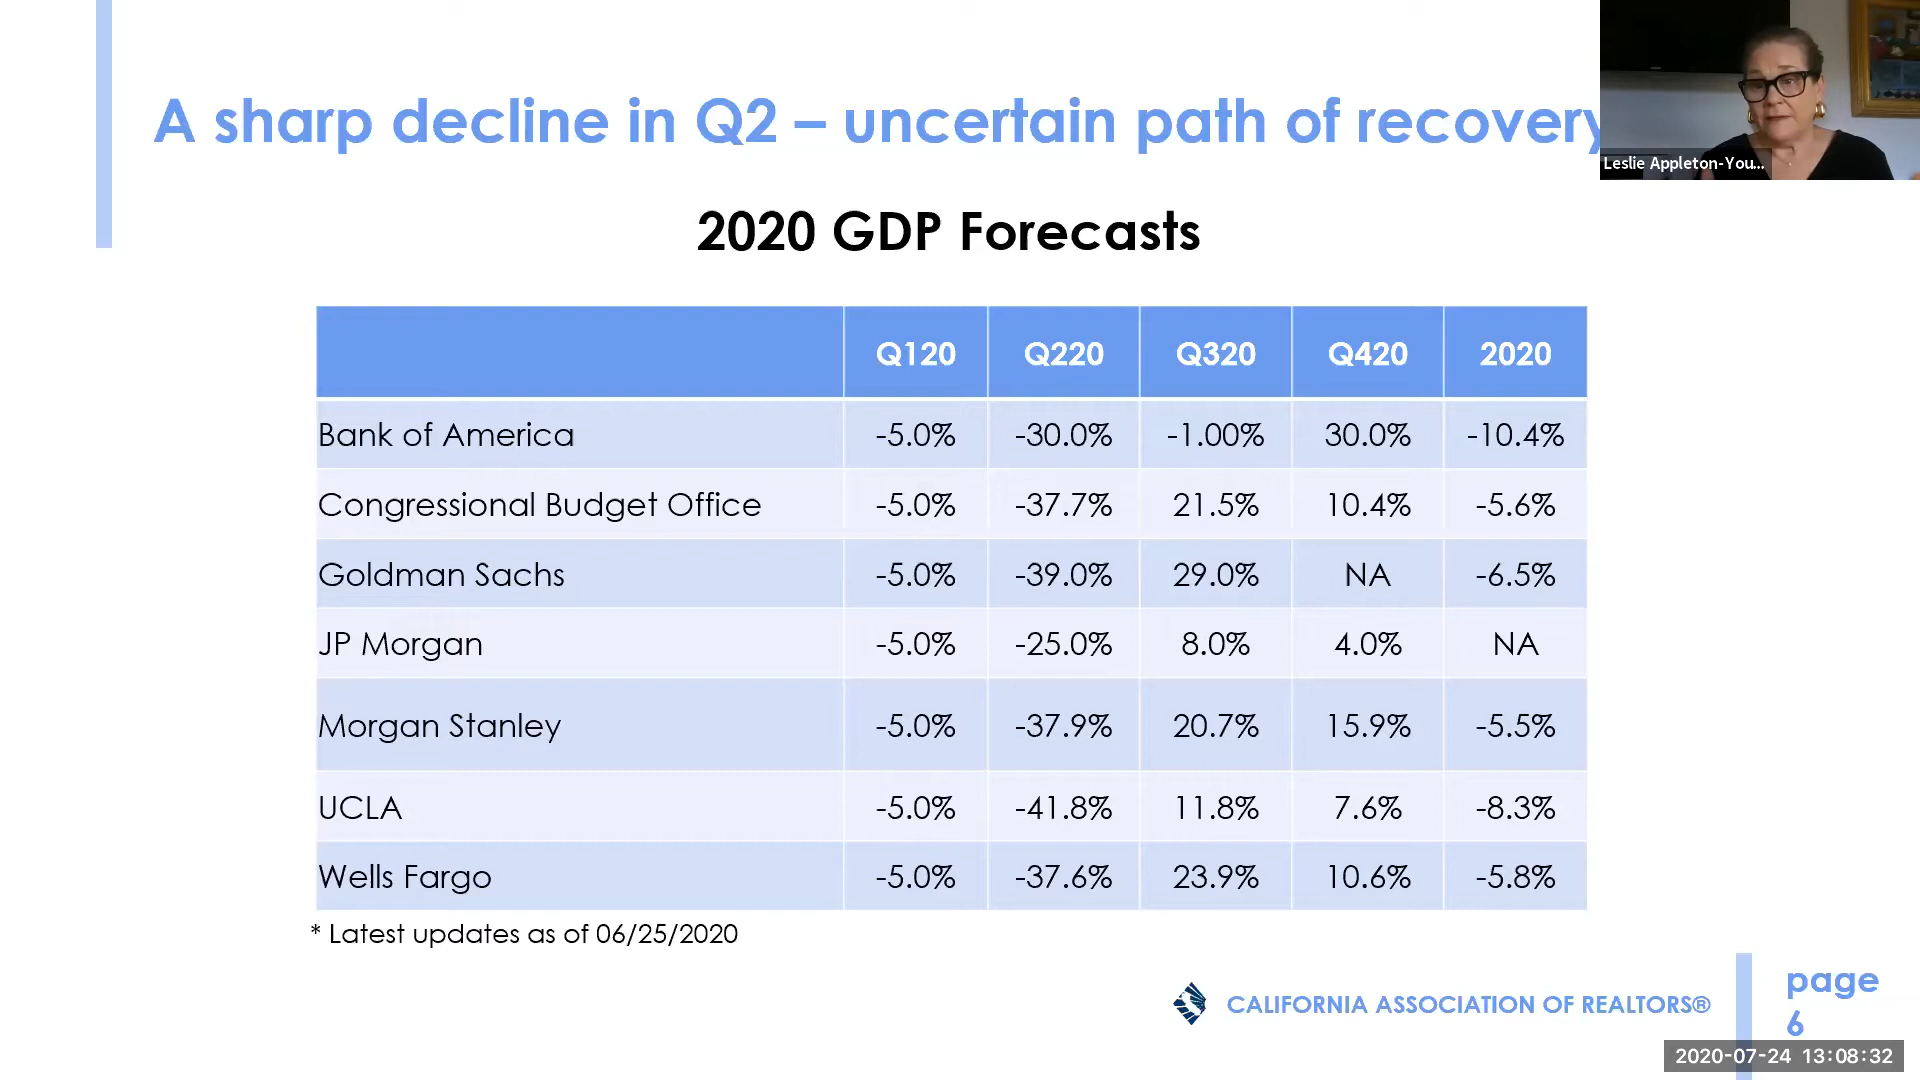 A sharp decline in Q2 – uncertain path of recovery
Leslie Appleton-You...
2020 GDP Forecasts
Q120 Q220 Q320 Q420 2020
Bank of America -5.0% -30.0% -1.00% 30.0% -10.4%
Congressional Budget Office -5.0% -37.7% 21.5% 10.4% -5.6%
Goldman Sachs -5.0% -39.0% 29.0% NA -6.5%
JP Morgan -5.0% -25.0% 8.0% 4.0% NA
Morgan Stanley -5.0% -37.9% 20.7% 15.9% -5.5%
UCLA -5.0% -41.8% 11.8% 7.6% -8.3%
Wells Fargo -5.0% -37.6% 23.9% 10.6% -5.8%
* Latest updates as of 06/25/2020
CALIFORNIA ASSOCIATION OF REALTORS®
page
6
2020-07-24 13:08:32